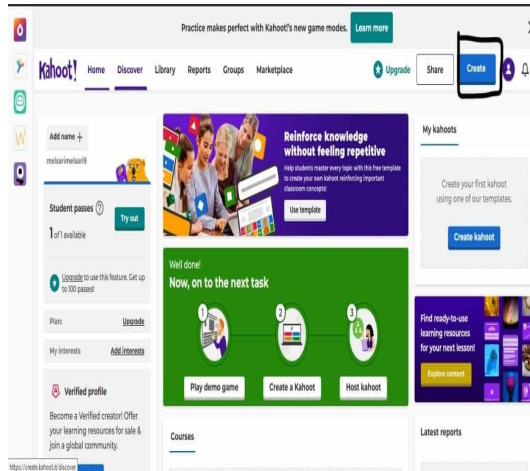 Practice makes perfect with Kahoot!'s new game modes. Learn more
Kahoot! Home Discover Library Reports Groups Marketplace Upgrade Share Create
Add name +
melsarimelsari9
Student passes ?
Try out
1 of 1 available
Upgrade to use this feature. Get up
to 100 passes!
Plan: Upgrade
My interests Add interests
Verified profile
Become a Verified creator! Offer
your learning resources for sale &
join a global community.
https://create.kahoot.it/discover
Reinforce knowledge
without feeling repetitive
Help students master every topic with this free template
to create your own kahoot reinforcing important
classroom concepts!
Use template
Well done!
Now, on to the next task
1 2 3
Play demo game Create a Kahoot Host kahoot
Courses
My kahoots
Create your first kahoot
using one of our templates.
Create kahoot
Find ready-to-use
learning resources
for your next lesson!
Explore content
Latest reports